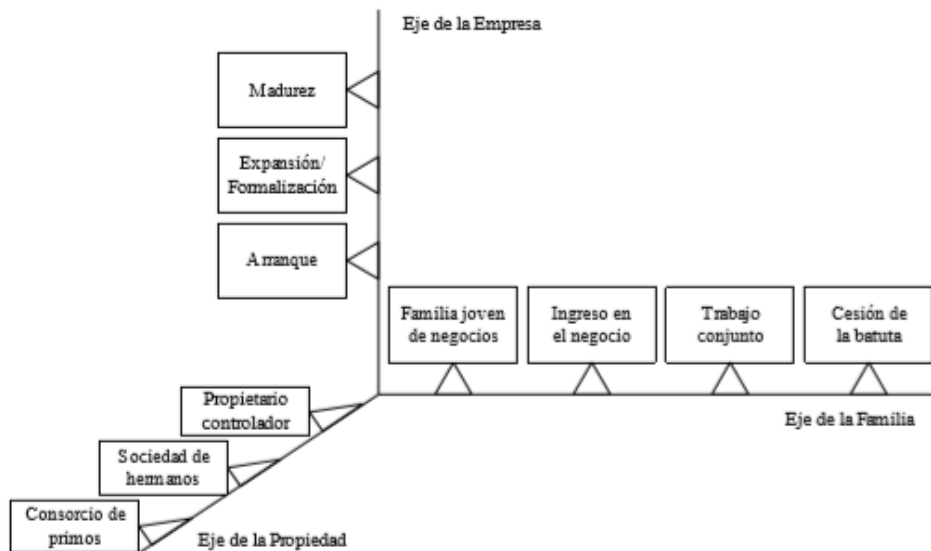 Eje de la Empresa
Madurez
Expansión/
Formalización
Arranque
Familia joven
de negocios
Ingreso en
el negocio
Trabajo
conjunto
Cesión de
la batuta
Eje de la Familia
Propietario
controlador
Sociedad de
hermanos
Consorcio de
primos
Eje de la Propiedad